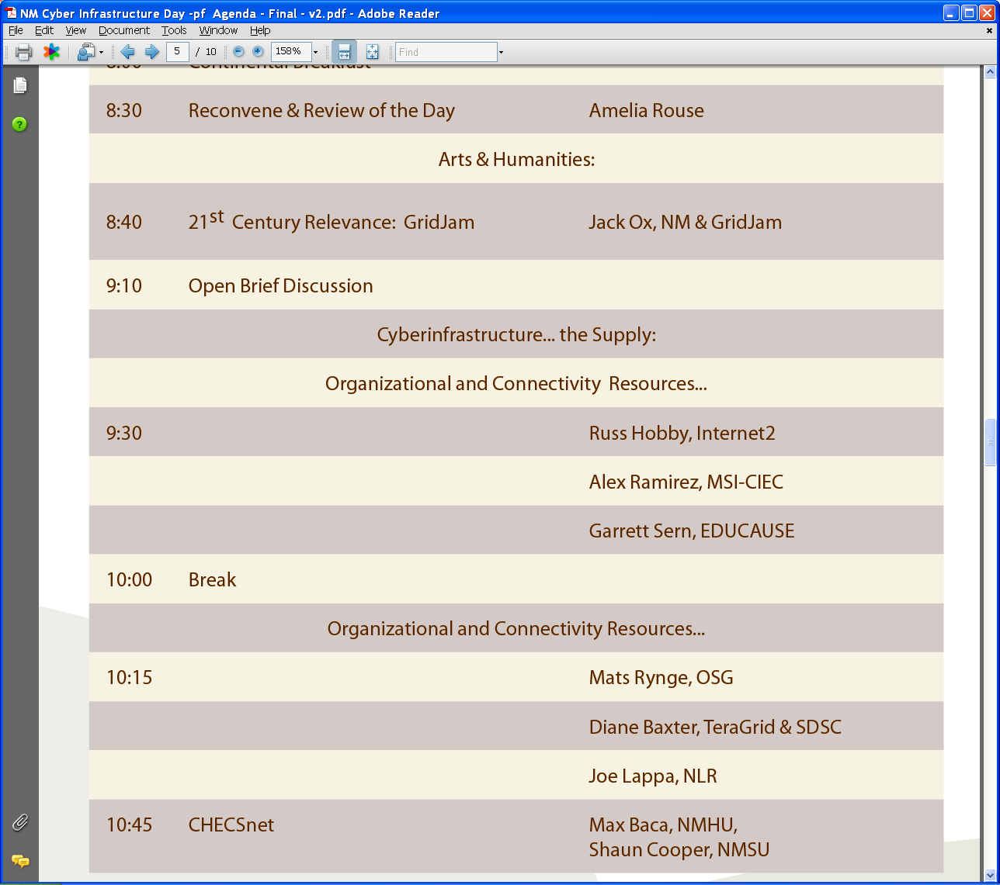 NM Cyber Infrastructure Day -pf  Agenda - Final - v2.pdf - Adobe Reader
File Edit View Document Tools Window Help
5 / 10 158% Find
8:00 Continental Breakfast
8:30 Reconvene & Review of the Day Amelia Rouse
Arts & Humanities:
8:40 21st Century Relevance: GridJam Jack Ox, NM & GridJam
9:10 Open Brief Discussion
Cyberinfrastructure... the Supply:
Organizational and Connectivity Resources...
9:30 Russ Hobby, Internet2
Alex Ramirez, MSI-CIEC
Garrett Sern, EDUCAUSE
10:00 Break
Organizational and Connectivity Resources...
10:15 Mats Rynge, OSG
Diane Baxter, TeraGrid & SDSC
Joe Lappa, NLR
10:45 CHECSnet Max Baca, NMHU,
Shaun Cooper, NMSU